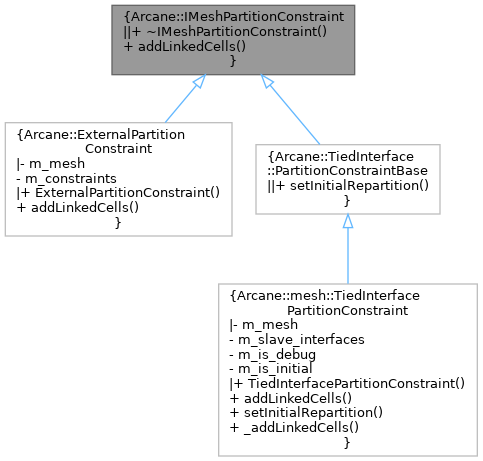 {Arcane::IMeshPartitionConstraint
||+ ~IMeshPartitionConstraint()
+ addLinkedCells()
}
{Arcane::ExternalPartition
Constraint
|- m_mesh
- m_constraints
|+ ExternalPartitionConstraint()
+ addLinkedCells()
}
{Arcane::TiedInterface
::PartitionConstraintBase
||+ setInitialRepartition()
}
{Arcane::mesh::TiedInterface
PartitionConstraint
|- m_mesh
- m_slave_interfaces
- m_is_debug
- m_is_initial
|+ TiedInterfacePartitionConstraint()
+ addLinkedCells()
+ setInitialRepartition()
+ _addLinkedCells()
}